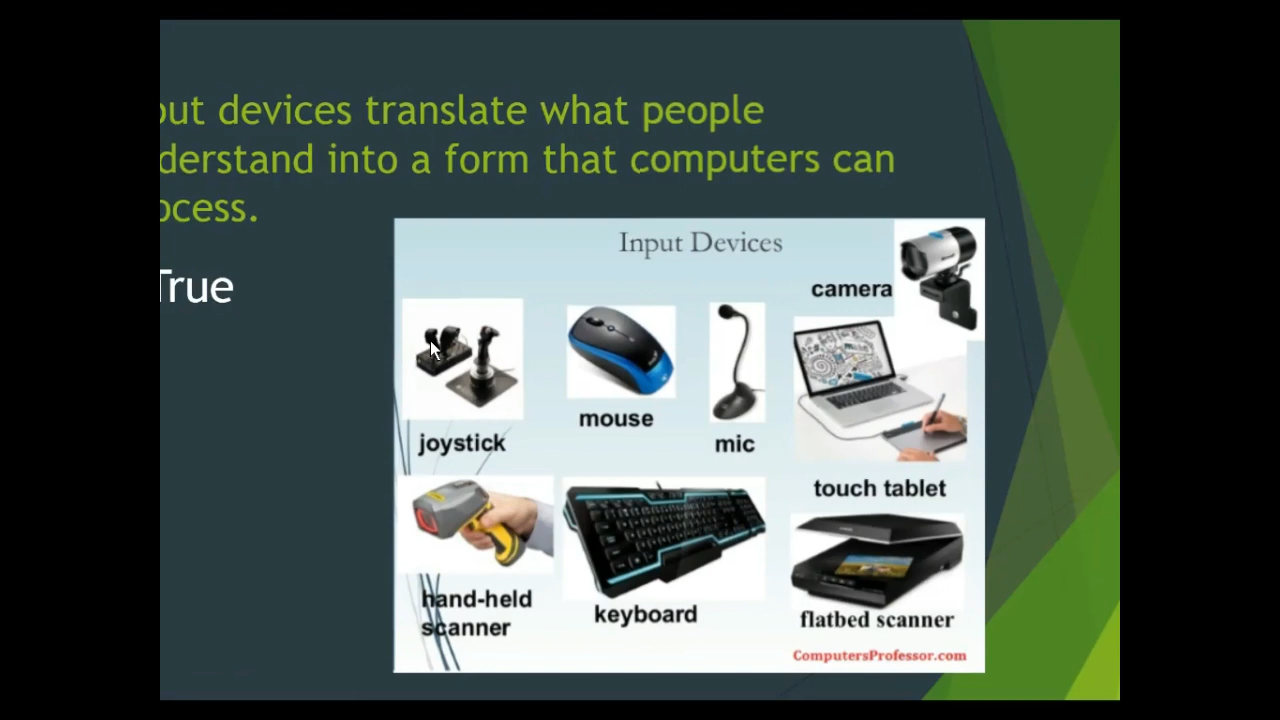 out devices translate what people
derstand into a form that computers can
ocess.
True
Input Devices
camera
joystick
mouse
mic
touch tablet
hand-held
scanner
keyboard
flatbed scanner
ComputersProfessor.com